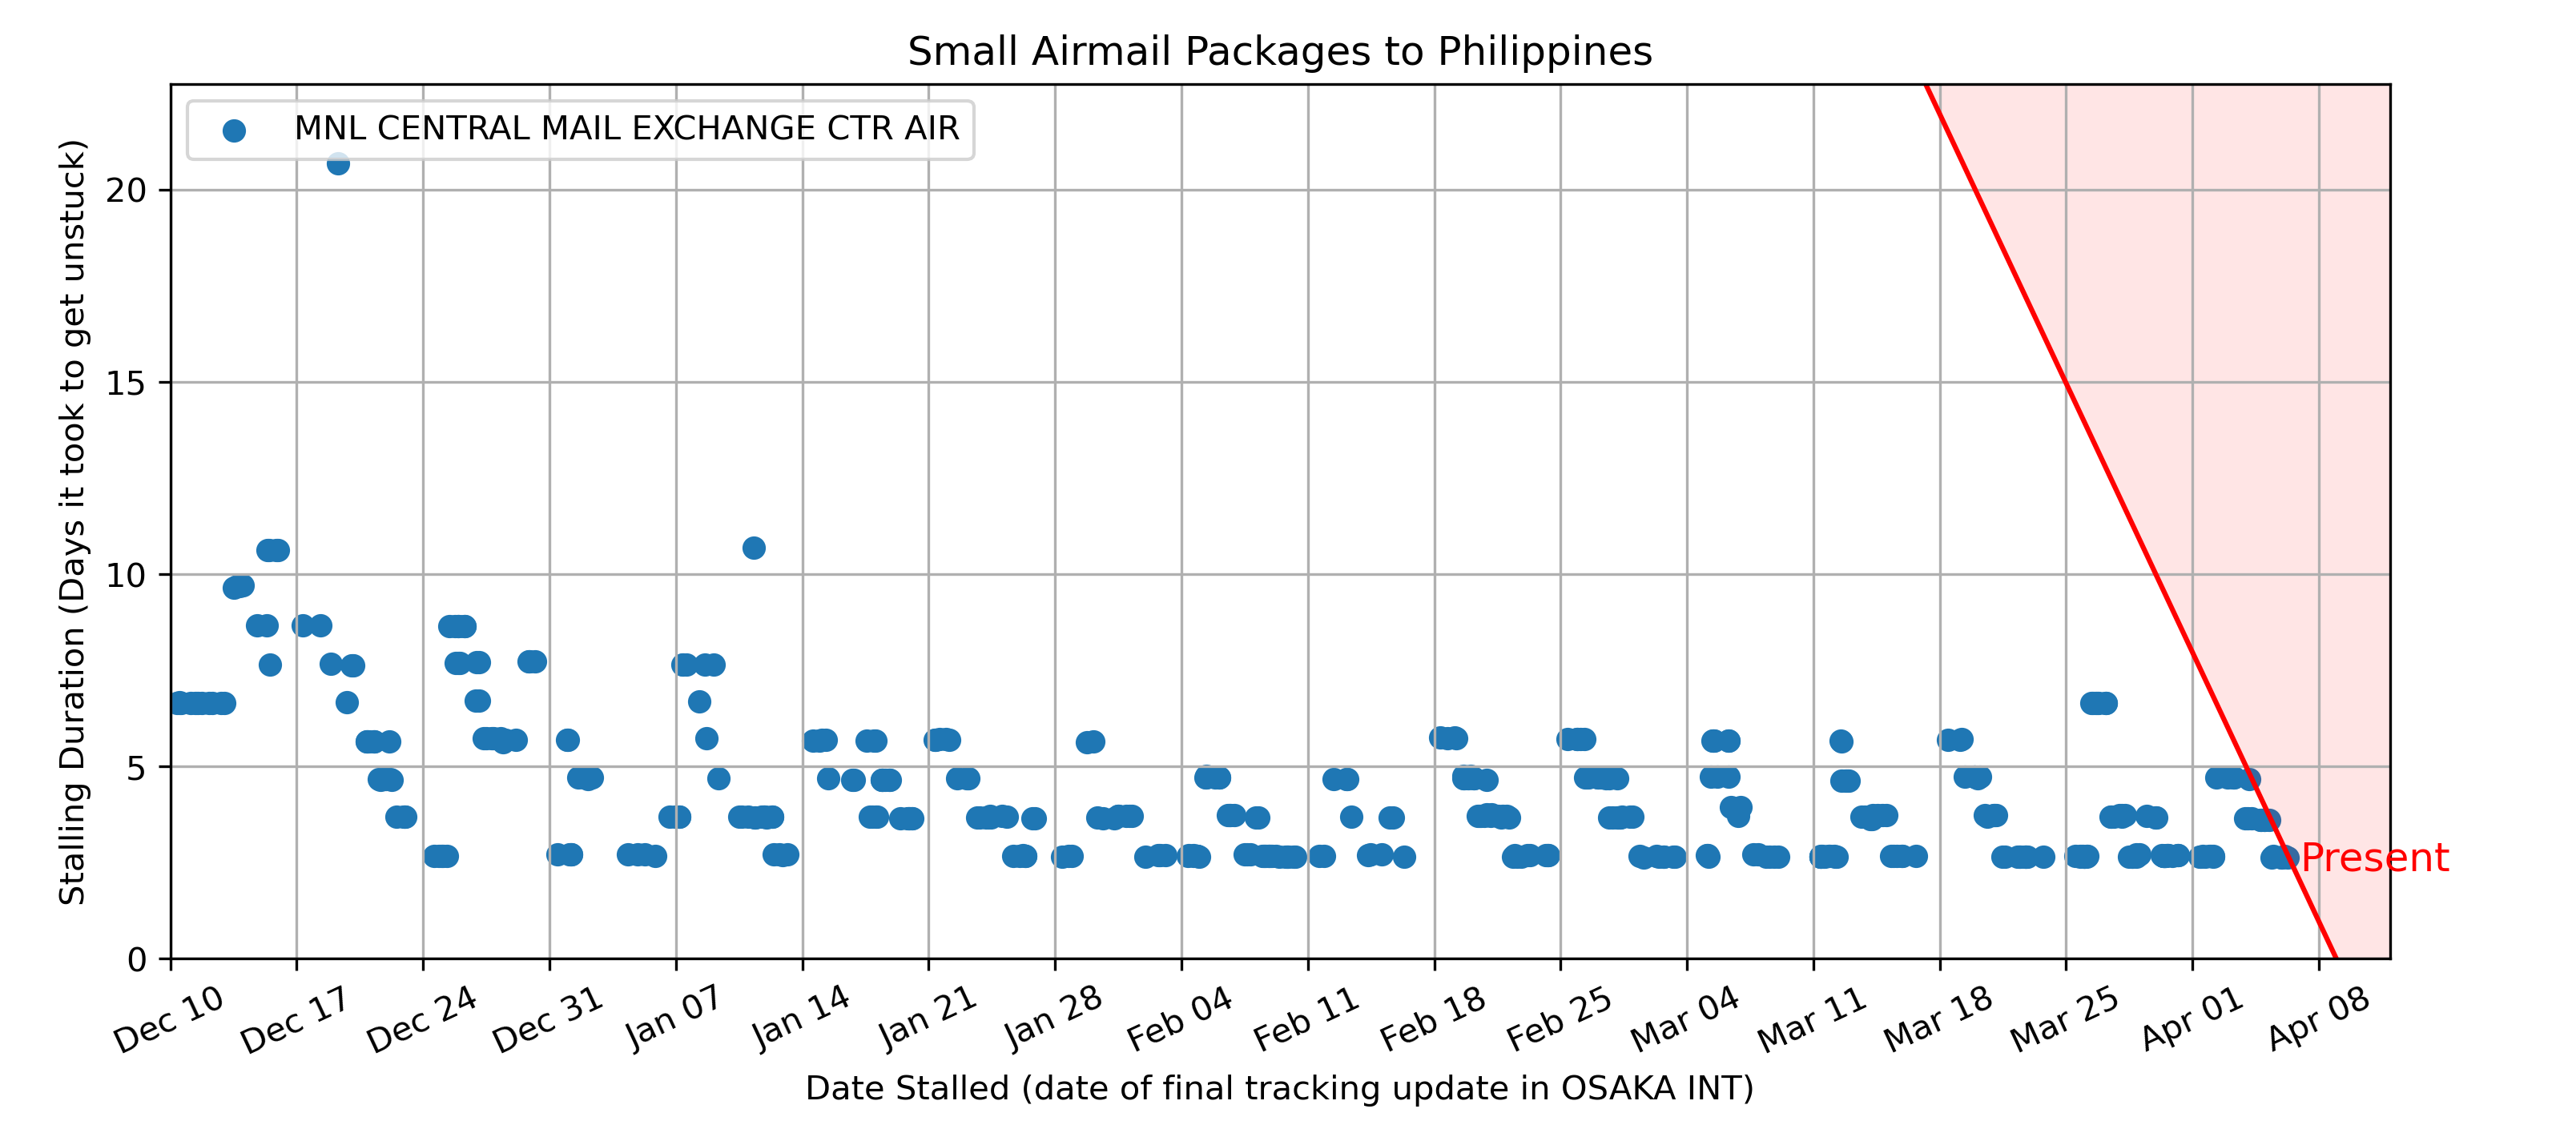 Small Airmail Packages to Philippines
MNL CENTRAL MAIL EXCHANGE CTR AIR
Stalling Duration (Days it took to get unstuck)
20
15
10
5
0
Present
Dec 10
Dec 17
Dec 24
Dec 31
Jan 07
Jan 14
Jan 21
Jan 28
Feb 04
Feb 11
Feb 18
Feb 25
Mar 04
Mar 11
Mar 18
Mar 25
Apr 01
Apr 08
Date Stalled (date of final tracking update in OSAKA INT)